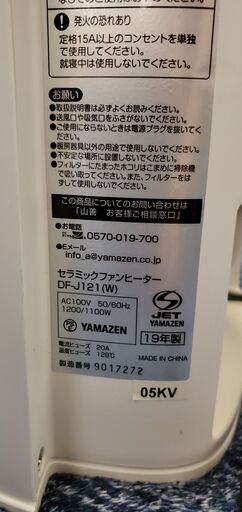 発火の恐れあり
定格15A以上のコンセントを単独
で使用してください。
就寝中は使用しないでください。
お願い
●取扱説明書は必ずよくお読みください。
●送風口や吸気口をふさがないでください。
●ご使用にならないときは電源プラグを抜いてく
ださい。
●暖房器具以外の用途で使用しないでください。
●不安定な場所に設置しないでください。
●フィルターにたまったホコリはこまめに掃除機
で吸い取ってください。また、フィルターをは
ずして使用しないでください。
この商品についてのお問い合わせは
「山善 お客様ご相談窓口」
●お電話
0570-019-700
●Eメール
info_a@yamazen.co.jp
セラミックファンヒーター
DF-J121(W)
AC100V 50/60Hz
1200/1100W
YAMAZEN
電流ヒューズ 20A
温度ヒューズ 128℃
製造番号 9017272
JET
YAMAZEN
19年製
MADE IN CHINA
05KV